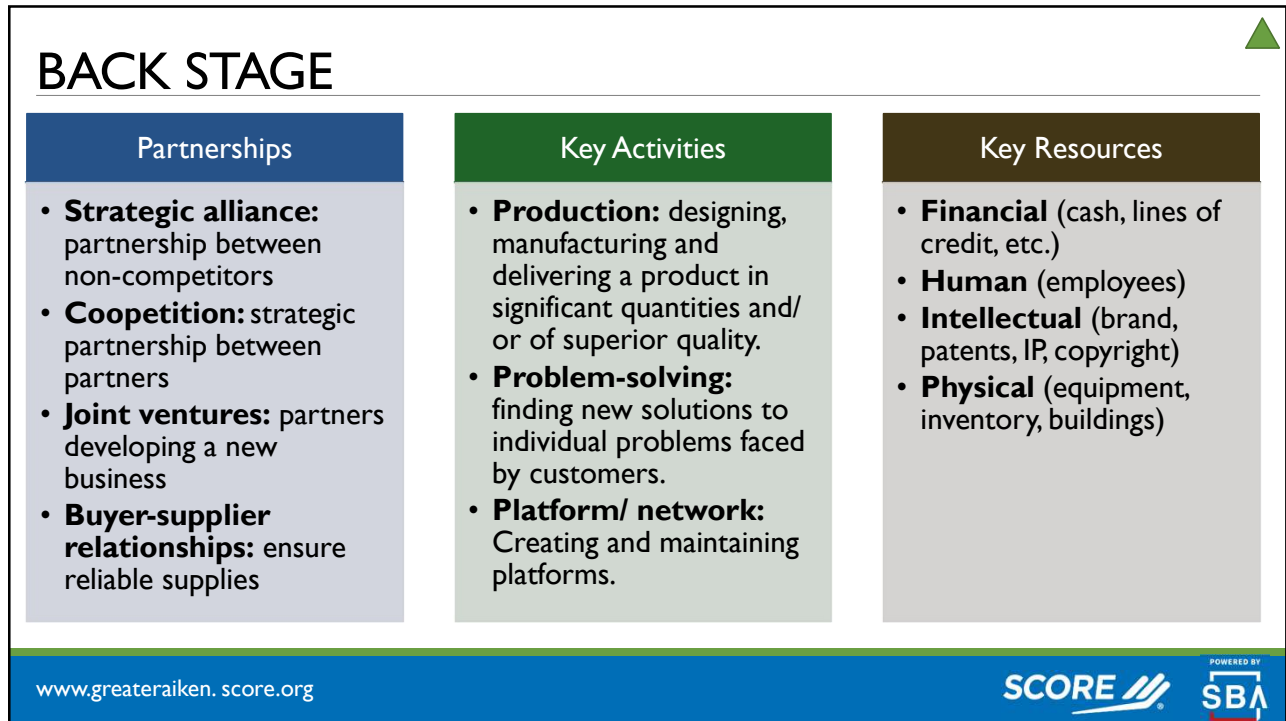 BACK STAGE
Partnerships
• Strategic alliance:
partnership between
non-competitors
• Coopetition: strategic
partnership between
partners
• Joint ventures: partners
developing a new
business
• Buyer-supplier
relationships: ensure
reliable supplies
Key Activities
• Production: designing,
manufacturing and
delivering a product in
significant quantities and/
or of superior quality.
• Problem-solving:
finding new solutions to
individual problems faced
by customers.
• Platform/ network:
Creating and maintaining
platforms.
Key Resources
• Financial (cash, lines of
credit, etc.)
• Human (employees)
• Intellectual (brand,
patents, IP, copyright)
• Physical (equipment,
inventory, buildings)
www.greateraiken. score.org
SCORE
POWERED BY
SBA